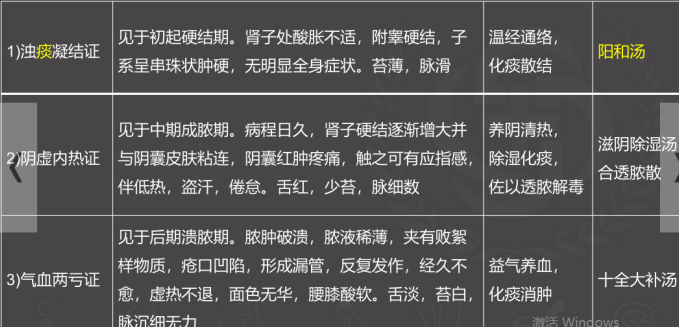 1)浊痰凝结证
见于初起硬结期。肾子处酸胀不适，附睾硬结，子
系呈串珠状肿硬，无明显全身症状。苔薄，脉滑
温经通络，
化痰散结
阳和汤
2)阴虚内热证
见于中期成脓期。病程日久，肾子硬结逐渐增大并
与阴囊皮肤粘连，阴囊红肿疼痛，触之可有应指感，
伴低热，盗汗，倦怠。舌红，少苔，脉细数
养阴清热，
除湿化痰，
佐以透脓解毒
滋阴除湿汤
合透脓散
3)气血两亏证
见于后期溃脓期。脓肿破溃，脓液稀薄，夹有败絮
样物质，疮口凹陷，形成漏管，反复发作，经久不
愈，虚热不退，面色无华，腰膝酸软。舌淡，苔白，
脉沉细无力
益气养血，
化痰消肿
十全大补汤
激活 Windows